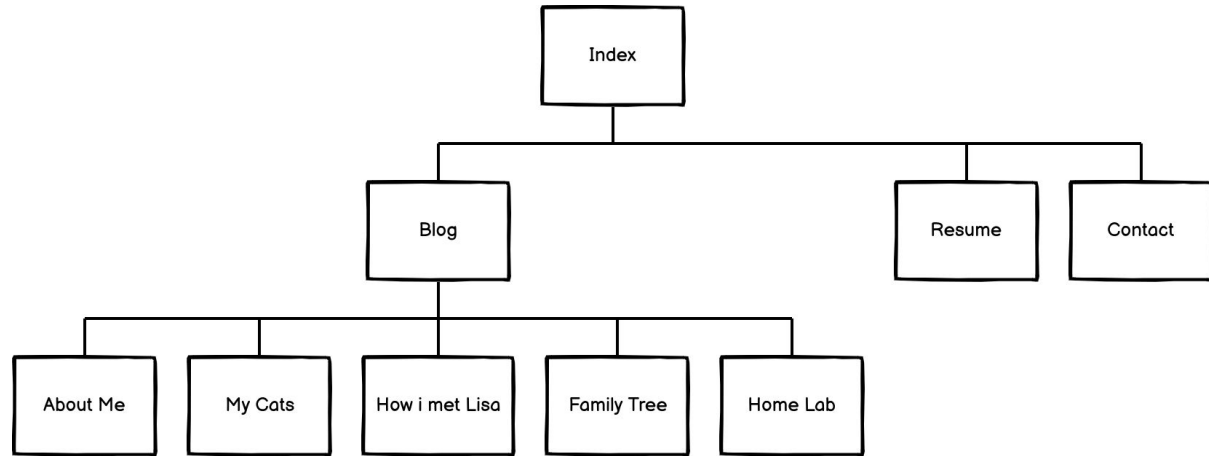 Index
Blog
Resume
Contact
About Me
My Cats
How i met Lisa
Family Tree
Home Lab